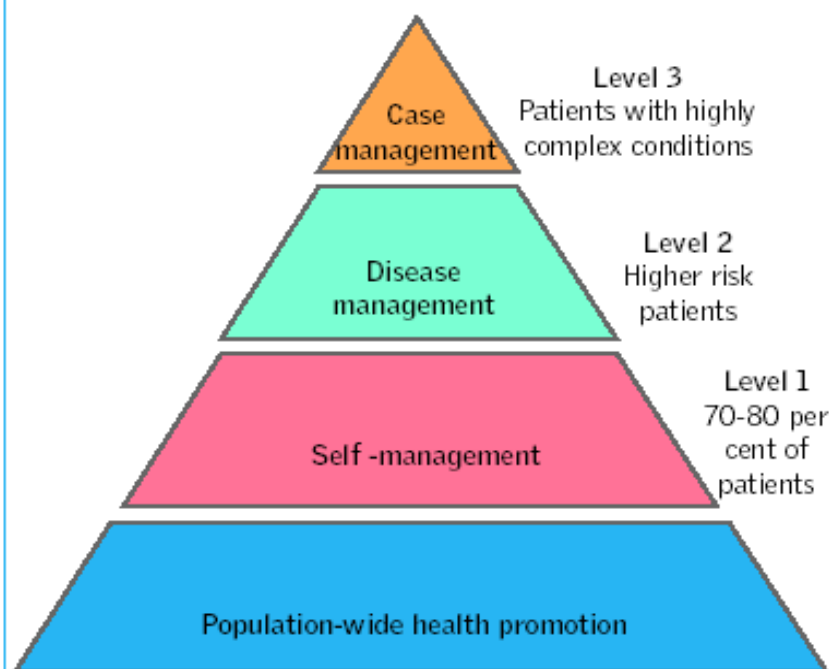 Case
management
Level 3
Patients with highly
complex conditions
Disease
management
Level 2
Higher risk
patients
Self -management
Level 1
70-80 per
cent of
patients
Population-wide health promotion